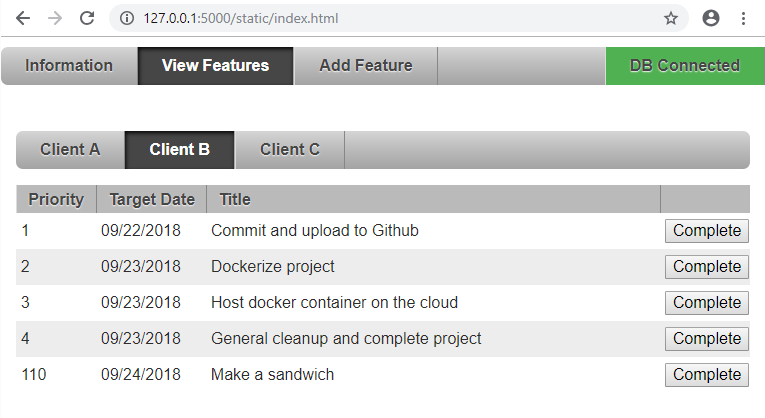 127.0.0.1:5000/static/index.html
Information View Features Add Feature DB Connected
Client A Client B Client C
Priority Target Date Title
1 09/22/2018 Commit and upload to Github Complete
2 09/23/2018 Dockerize project Complete
3 09/23/2018 Host docker container on the cloud Complete
4 09/23/2018 General cleanup and complete project Complete
110 09/24/2018 Make a sandwich Complete